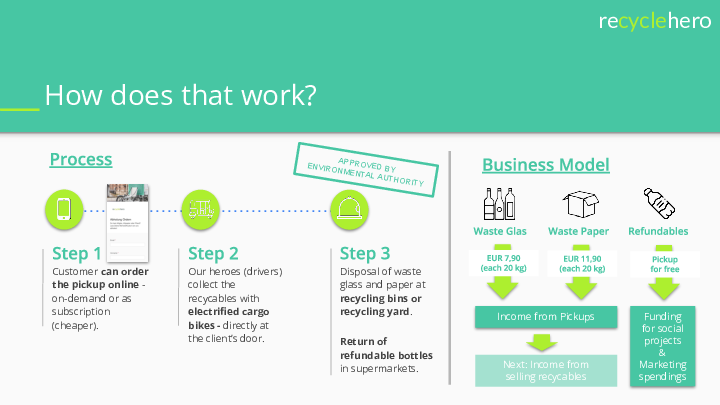 recyclehero
How does that work?
Process
APPROVED BY
ENVIRONMENTAL AUTHORITY
Step 1
Customer can order
the pickup online -
on-demand or as
subscription
(cheaper).
Step 2
Our heroes (drivers)
collect the
recycables with
electrified cargo
bikes - directly at
the client's door.
Step 3
Disposal of waste
glass and paper at
recycling bins or
recycling yard.
Return of
refundable bottles
in supermarkets.
Business Model
Waste Glas
Waste Paper
Refundables
EUR 7,90
(each 20 kg)
EUR 11,90
(each 20 kg)
Pickup
for free
Income from Pickups
Next: Income from
selling recycables
Funding
for social
projects
&
Marketing
spendings